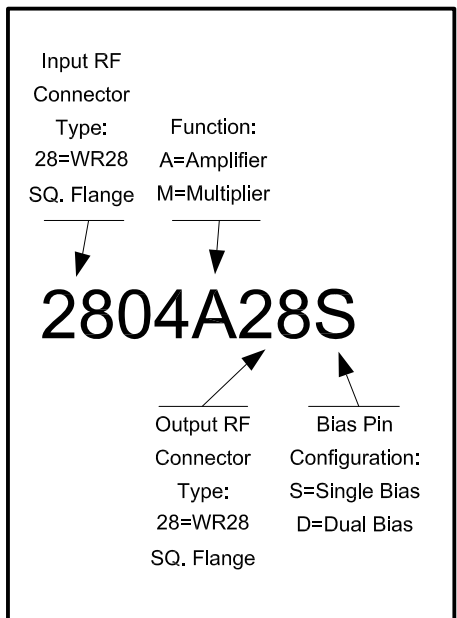 Input RF
Connector
Type:
28=WR28
SQ. Flange
Function:
A=Amplifier
M=Multiplier
2804A28S
Output RF
Connector
Type:
28=WR28
SQ. Flange
Bias Pin
Configuration:
S=Single Bias
D=Dual Bias